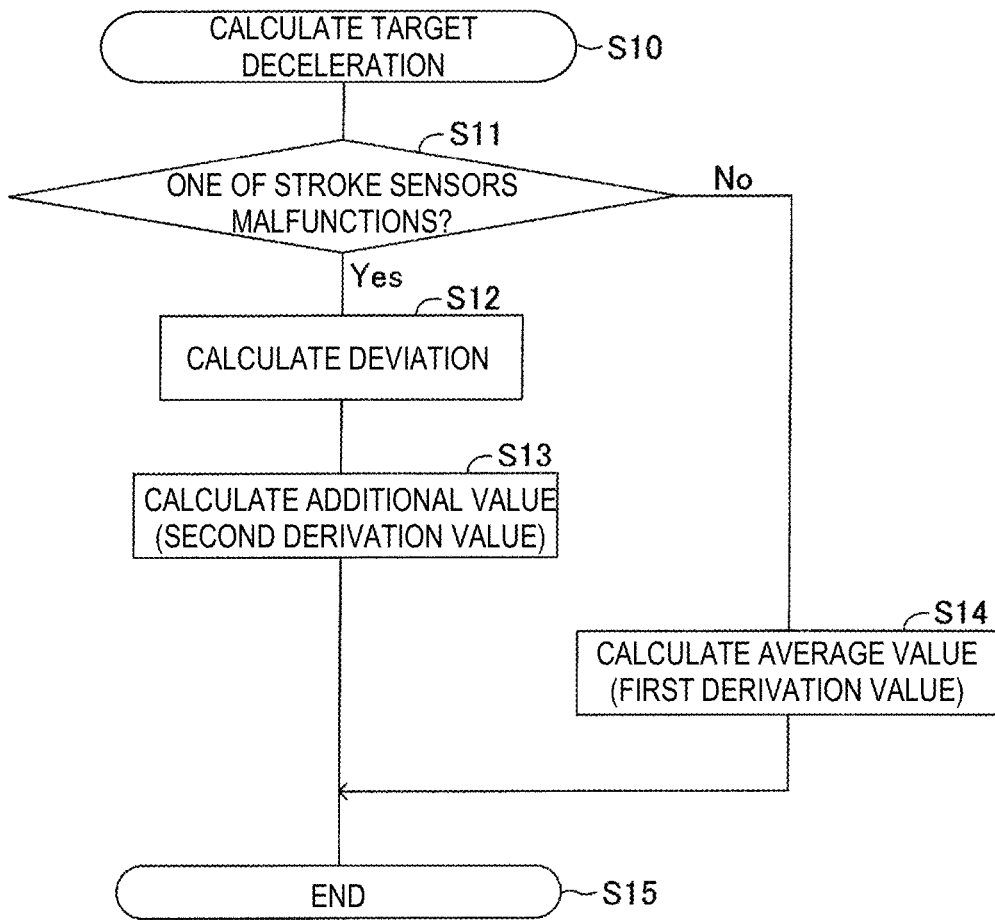 CALCULATE TARGET
DECELERATION
S10
S11
ONE OF STROKE SENSORS
MALFUNCTIONS?
No
Yes
S12
CALCULATE DEVIATION
S13
CALCULATE ADDITIONAL VALUE
(SECOND DERIVATION VALUE)
S14
CALCULATE AVERAGE VALUE
(FIRST DERIVATION VALUE)
END
S15